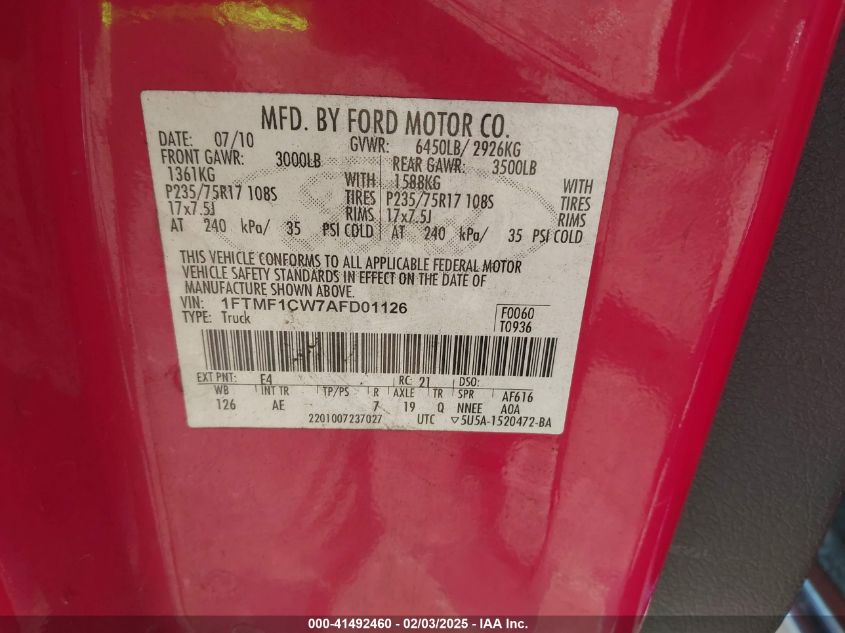 MFD. BY FORD MOTOR CO.
DATE: 07/10 GVWR: 6450LB/ 2926KG
FRONT GAWR: 3000LB REAR GAWR: 3500LB
1361KG WITH 1588KG WITH
P235/75R17 108S TIRES P235/75R17 108S TIRES
17x7.5J RIMS 17x7.5J RIMS
AT 240 kPa/ 35 PSI COLD AT 240 kPa/ 35 PSI COLD
THIS VEHICLE CONFORMS TO ALL APPLICABLE FEDERAL MOTOR
VEHICLE SAFETY STANDARDS IN EFFECT ON THE DATE OF
MANUFACTURE SHOWN ABOVE.
VIN: 1FTMF1CW7AFD01126 F0060
TYPE: Truck T0936
EXT PNT: E4 RC: 21 DSO:
WB INT TR TP/PS R AXLE TR SPR AF616
126 AE 7 19 Q NNEE A0A
2201007237027 UTC ▽5U5A-1520472-BA
000-41492460 - 02/03/2025 - IAAI.com